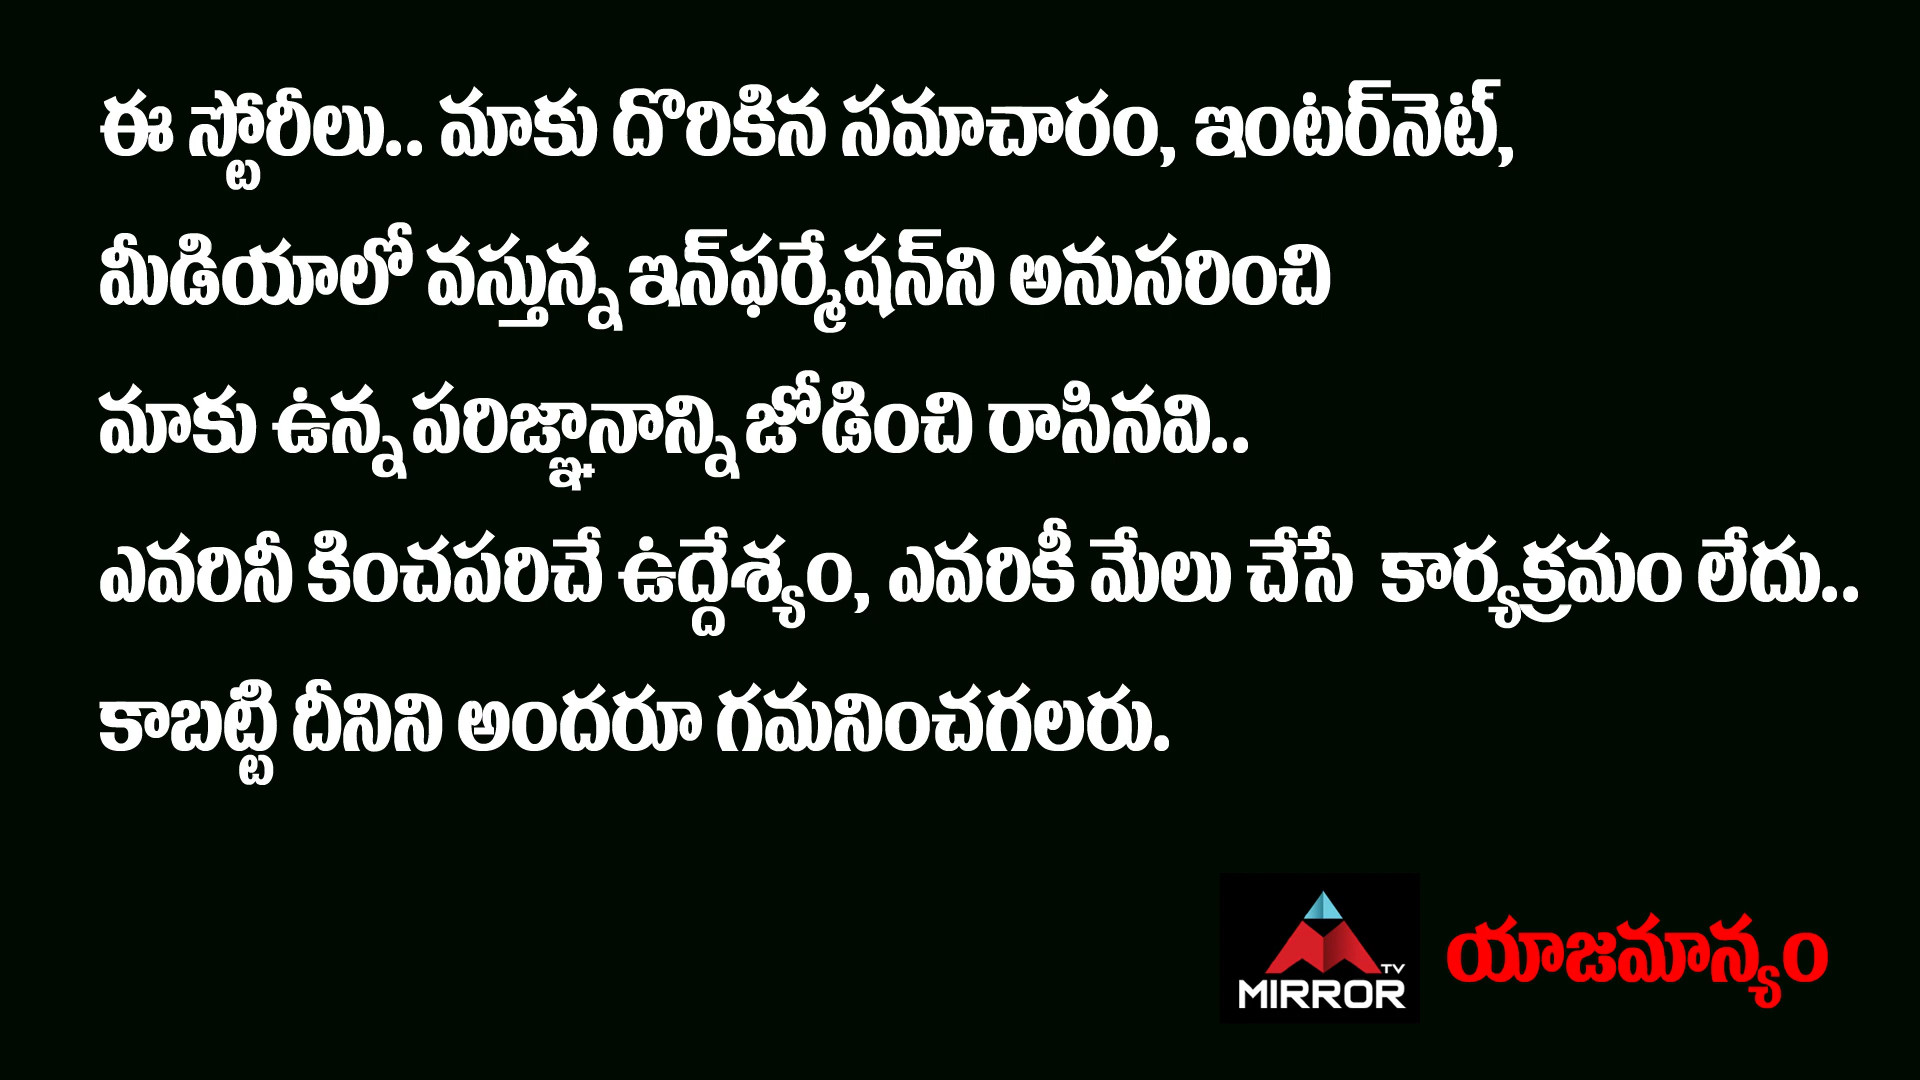 ఈ స్టోరీలు.. మాకు దొరికిన సమాచారం, ఇంటర్‌నెట్,
మీడియాలో వస్తున్న ఇన్‌ఫర్మేషన్‌ని అనుసరించి
మాకు ఉన్న పరిజ్ఞానాన్ని జోడించి రాసినవి..
ఎవరినీ కించపరిచే ఉద్దేశ్యం, ఎవరికీ మేలు చేసే కార్యక్రమం లేదు..
కాబట్టి దీనిని అందరూ గమనించగలరు.
TV
MIRROR
యాజమాన్యం